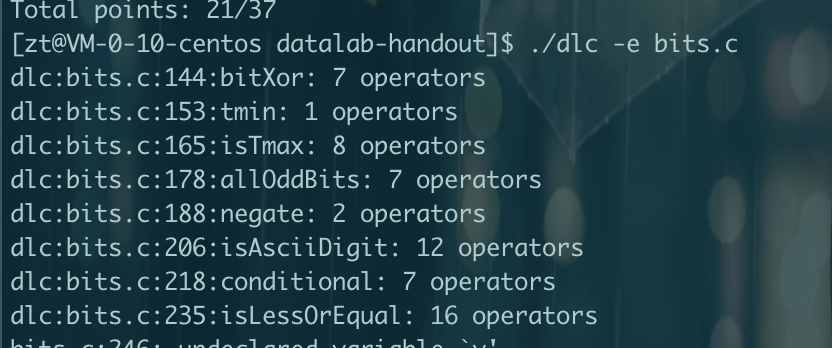 Total points: 21/37
[zt@VM-0-10-centos datalab-handout]$ ./dlc -e bits.c
dlc:bits.c:144:bitXor: 7 operators
dlc:bits.c:153:tmin: 1 operators
dlc:bits.c:165:isTmax: 8 operators
dlc:bits.c:178:allOddBits: 7 operators
dlc:bits.c:188:negate: 2 operators
dlc:bits.c:206:isAsciiDigit: 12 operators
dlc:bits.c:218:conditional: 7 operators
dlc:bits.c:235:isLessOrEqual: 16 operators
bits.c:246: undeclared variable